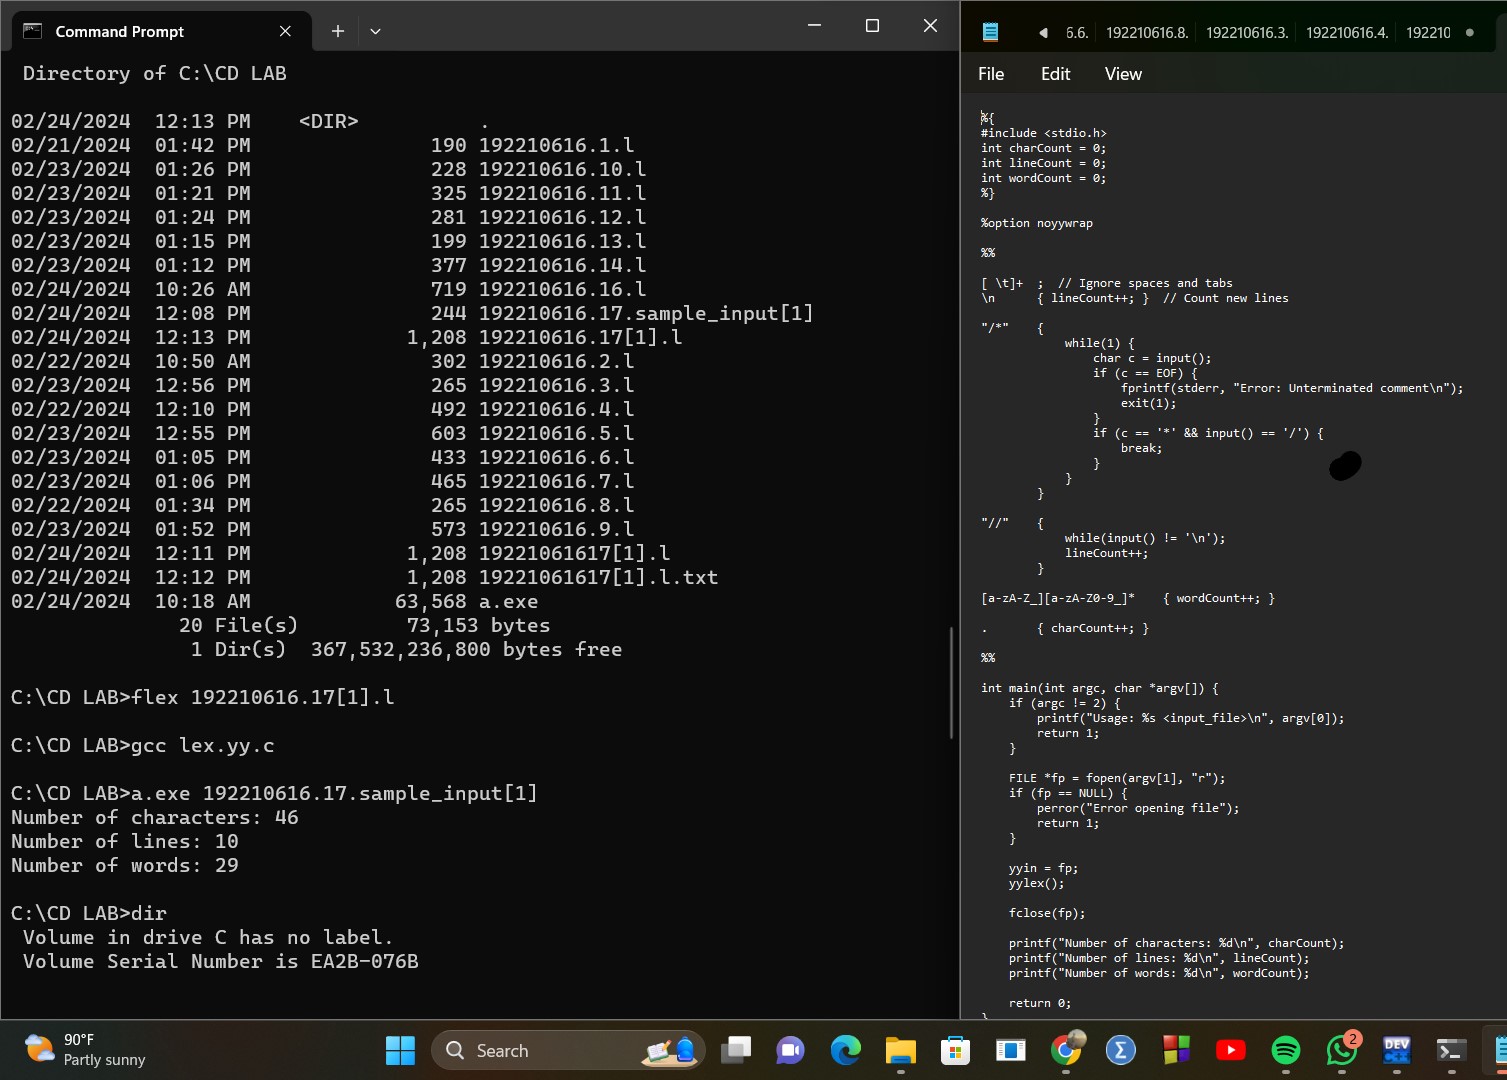 Command Prompt
Directory of C:\CD LAB
02/24/2024  12:13 PM    <DIR>          .
02/21/2024  01:42 PM               190 192210616.1.l
02/23/2024  01:26 PM               228 192210616.10.l
02/23/2024  01:21 PM               325 192210616.11.l
02/23/2024  01:24 PM               281 192210616.12.l
02/23/2024  01:15 PM               199 192210616.13.l
02/23/2024  01:12 PM               377 192210616.14.l
02/24/2024  10:26 AM               719 192210616.16.l
02/24/2024  12:08 PM               244 192210616.17.sample_input[1]
02/24/2024  12:13 PM             1,208 192210616.17[1].l
02/22/2024  10:50 AM               302 192210616.2.l
02/23/2024  12:56 PM               265 192210616.3.l
02/22/2024  12:10 PM               492 192210616.4.l
02/23/2024  12:55 PM               603 192210616.5.l
02/23/2024  01:05 PM               433 192210616.6.l
02/23/2024  01:06 PM               465 192210616.7.l
02/22/2024  01:34 PM               265 192210616.8.l
02/23/2024  01:52 PM               573 192210616.9.l
02/24/2024  12:11 PM             1,208 19221061617[1].l
02/24/2024  12:12 PM             1,208 19221061617[1].l.txt
02/24/2024  10:18 AM            63,568 a.exe
20 File(s)         73,153 bytes
1 Dir(s)  367,532,236,800 bytes free
C:\CD LAB>flex 192210616.17[1].l
C:\CD LAB>gcc lex.yy.c
C:\CD LAB>a.exe 192210616.17.sample_input[1]
Number of characters: 46
Number of lines: 10
Number of words: 29
C:\CD LAB>dir
Volume in drive C has no label.
Volume Serial Number is EA2B-076B
6.6. 192210616.8. 192210616.3. 192210616.4. 192210
File Edit View
%{
#include <stdio.h>
int charCount = 0;
int lineCount = 0;
int wordCount = 0;
%}
%option noyywrap
%%
[ \t]+  ;  // Ignore spaces and tabs
\n      { lineCount++; }  // Count new lines
"/*"    {
while(1) {
char c = input();
if (c == EOF) {
fprintf(stderr, "Error: Unterminated comment\n");
exit(1);
}
if (c == '*' && input() == '/') {
break;
}
}
}
"//"    {
while(input() != '\n');
lineCount++;
}
[a-zA-Z_][a-zA-Z0-9_]*    { wordCount++; }
.       { charCount++; }
%%
int main(int argc, char *argv[]) {
if (argc != 2) {
printf("Usage: %s <input_file>\n", argv[0]);
return 1;
}
FILE *fp = fopen(argv[1], "r");
if (fp == NULL) {
perror("Error opening file");
return 1;
}
yyin = fp;
yylex();
fclose(fp);
printf("Number of characters: %d\n", charCount);
printf("Number of lines: %d\n", lineCount);
printf("Number of words: %d\n", wordCount);
return 0;
}
90°F
Partly sunny
Search
Σ
2
DEV
C++